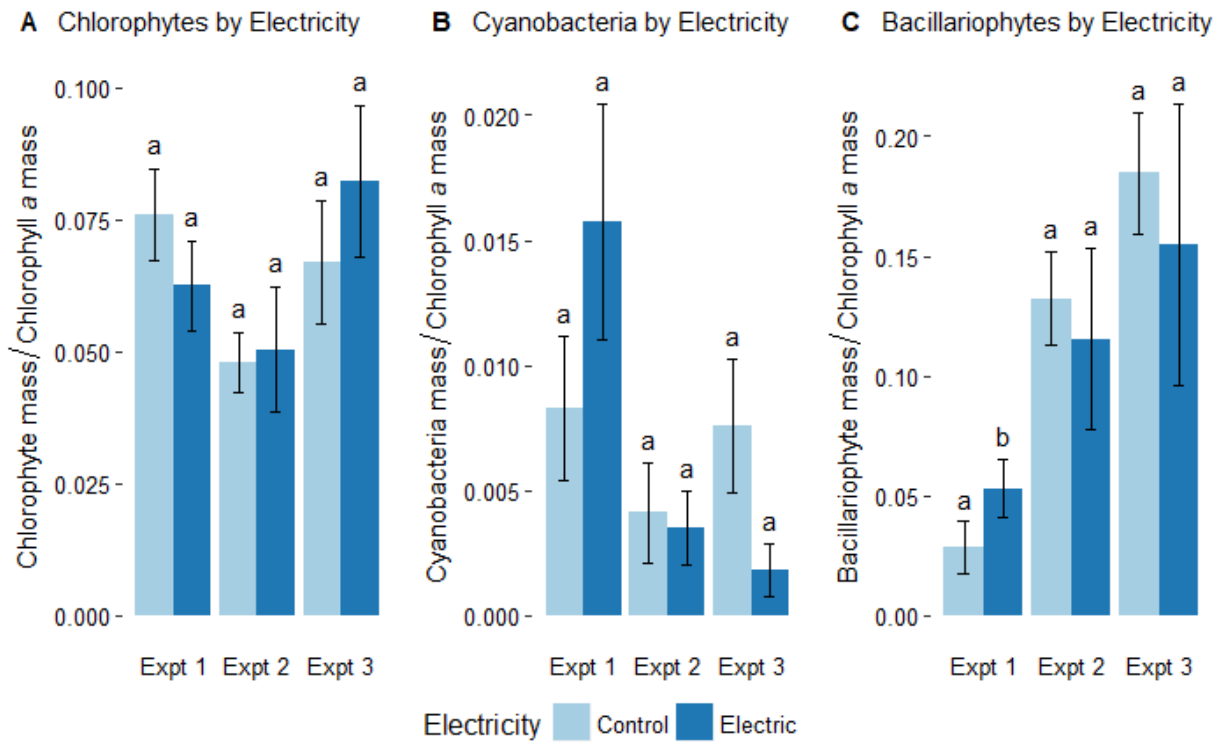 A Chlorophytes by Electricity
Chlorophyte mass/Chlorophyll a mass
0.100
0.075
0.050
0.025
0.000
a
a
a
a
a
a
Expt 1 Expt 2 Expt 3
B Cyanobacteria by Electricity
Cyanobacteria mass/Chlorophyll a mass
0.020
0.015
0.010
0.005
0.000
a
a
a
a
a
a
Expt 1 Expt 2 Expt 3
C Bacillariophytes by Electricity
Bacillariophyte mass/Chlorophyll a mass
0.20
0.15
0.10
0.05
0.00
a
b
a
a
a
a
Expt 1 Expt 2 Expt 3
Electricity Control Electric